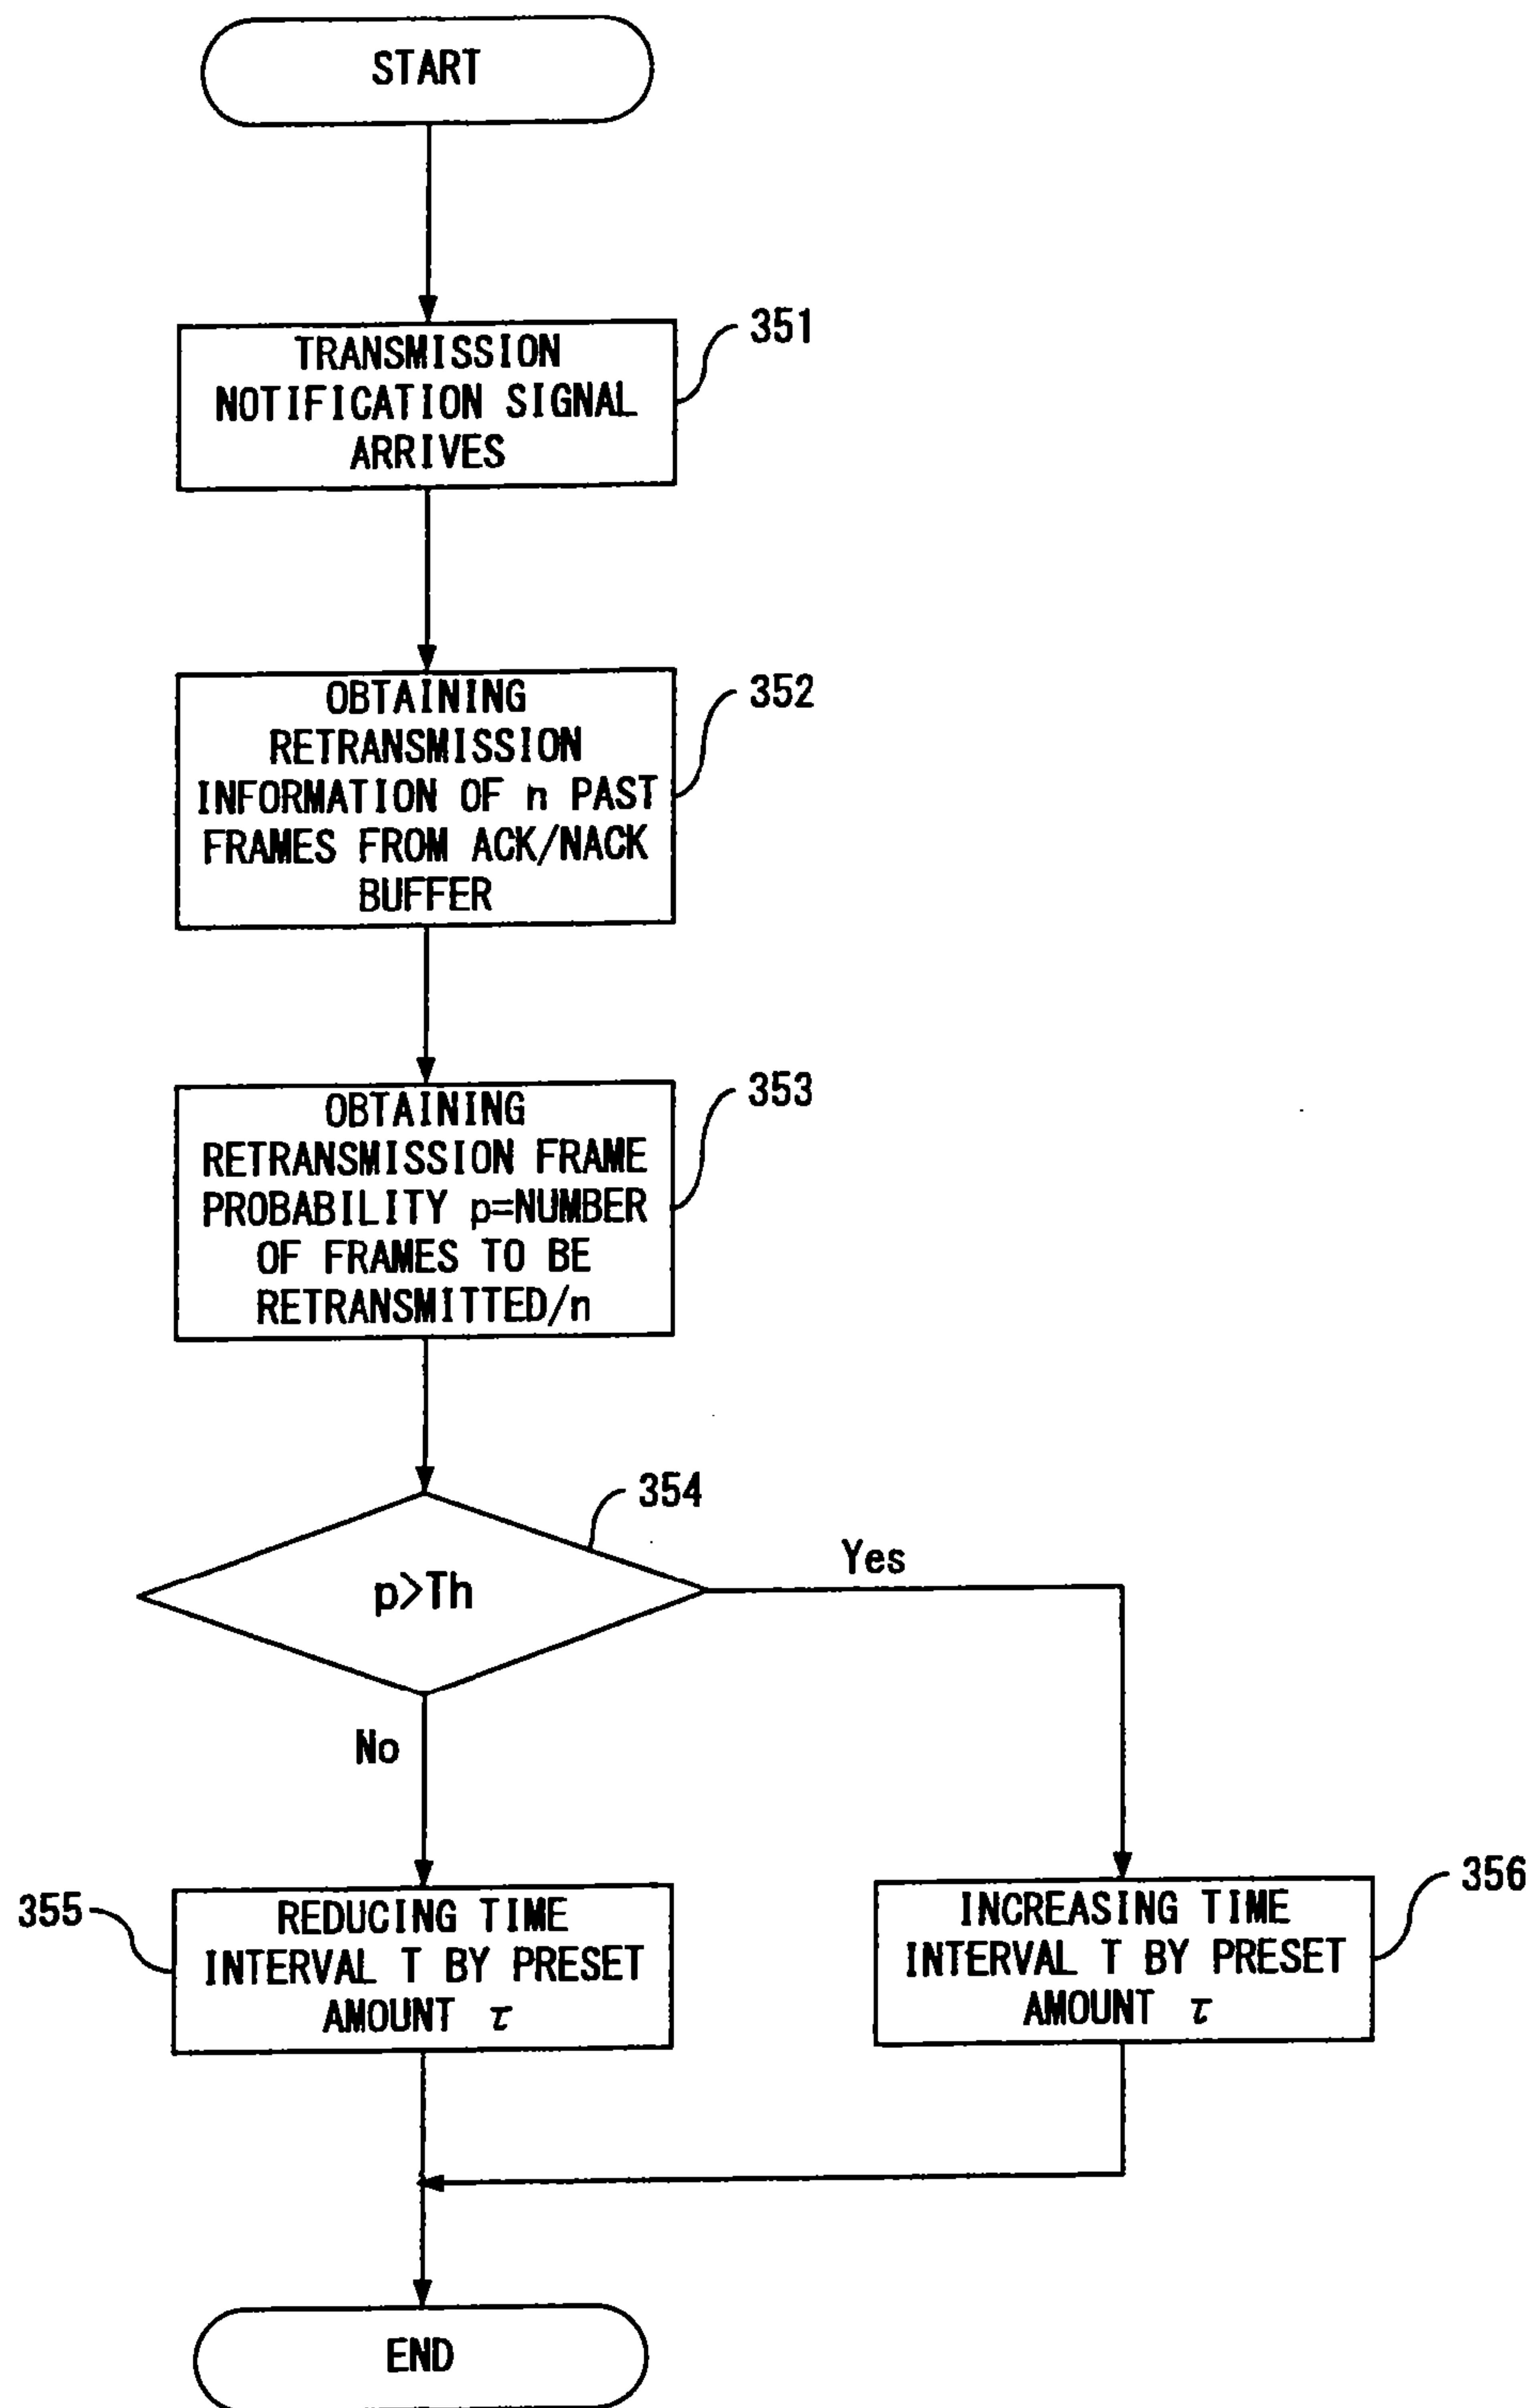 START
351
TRANSMISSION
NOTIFICATION SIGNAL
ARRIVES
352
OBTAINING
RETRANSMISSION
INFORMATION OF n PAST
FRAMES FROM ACK/NACK
BUFFER
353
OBTAINING
RETRANSMISSION FRAME
PROBABILITY p=NUMBER
OF FRAMES TO BE
RETRANSMITTED/n
354
p>Th
Yes
No
355
REDUCING TIME
INTERVAL T BY PRESET
AMOUNT τ
356
INCREASING TIME
INTERVAL T BY PRESET
AMOUNT τ
END